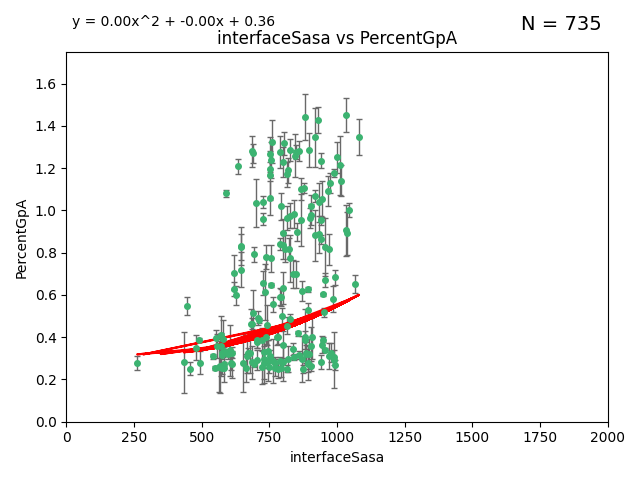 y = 0.00x^2 + -0.00x + 0.36
N = 735
interfaceSasa vs PercentGpA
PercentGpA
1.6
1.4
1.2
1.0
0.8
0.6
0.4
0.2
0.0
0 250 500 750 1000 1250 1500 1750 2000
interfaceSasa